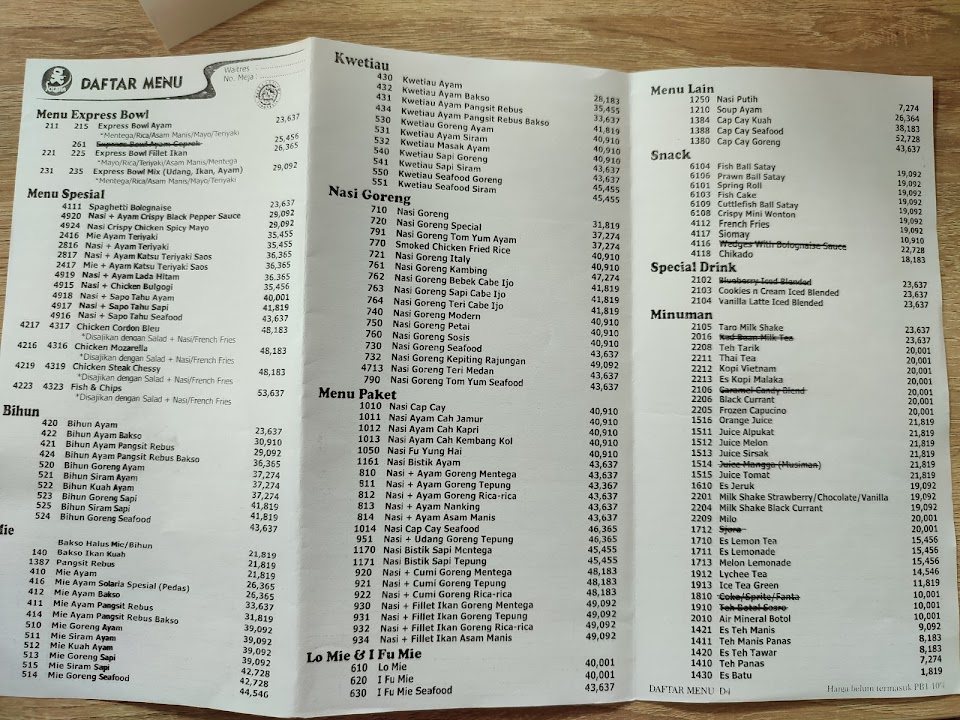 JOLERIA
DAFTAR MENU
Waitres :
No. Meja :
Menu Express Bowl
211 215 Express Bowl Ayam 23,637
*Mentega/Rica/Asam Manis/Mayo/Teriyaki
261 Express Bowl Ayam Geprek 25,456
221 225 Express Bowl Fillet Ikan 26,365
*Mayo/Rica/Teriyaki/Asam Manis/Mentega
231 235 Express Bowl Mix (Udang, Ikan, Ayam) 29,092
*Mentega/Rica/Asam Manis/Mayo/Teriyaki
Menu Spesial
4111 Spaghetti Bolognaise 23,637
4920 Nasi + Ayam Crispy Black Pepper Sauce 29,092
4924 Nasi Crispy Chicken Spicy Mayo 29,092
2416 Mie Ayam Teriyaki 35,455
2816 Nasi + Ayam Teriyaki 35,455
2817 Nasi + Ayam Katsu Teriyaki Saos 36,365
2417 Mie + Ayam Katsu Teriyaki Saos 36,365
4919 Nasi + Ayam Lada Hitam 36,365
4915 Nasi + Chicken Bulgogi 35,456
4918 Nasi + Sapo Tahu Ayam 40,001
4917 Nasi + Sapo Tahu Sapi 41,819
4916 Nasi + Sapo Tahu Seafood 43,637
4217 4317 Chicken Cordon Bleu 48,183
*Disajikan dengan Salad + Nasi/French Fries
4216 4316 Chicken Mozarella 48,183
*Disajikan dengan Salad + Nasi/French Fries
4219 4319 Chicken Steak Chessy 48,183
*Disajikan dengan Salad + Nasi/French Fries
4223 4323 Fish & Chips 53,637
*Disajikan dengan Salad + Nasi/French Fries
Bihun
420 Bihun Ayam 23,637
422 Bihun Ayam Bakso 30,910
421 Bihun Ayam Pangsit Rebus 29,092
424 Bihun Ayam Pangsit Rebus Bakso 36,365
520 Bihun Goreng Ayam 37,274
521 Bihun Siram Ayam 37,274
522 Bihun Kuah Ayam 37,274
523 Bihun Goreng Sapi 41,819
525 Bihun Siram Sapi 41,819
524 Bihun Goreng Seafood 43,637
Mie
Bakso Halus Mie/Bihun 21,819
140 Bakso Ikan Kuah 21,819
1387 Pangsit Rebus 21,819
410 Mie Ayam 26,365
416 Mie Ayam Solaria Spesial (Pedas) 26,365
412 Mie Ayam Bakso 33,637
411 Mie Ayam Pangsit Rebus 31,819
414 Mie Ayam Pangsit Rebus Bakso 39,092
510 Mie Goreng Ayam 39,092
511 Mie Siram Ayam 39,092
512 Mie Kuah Ayam 39,092
513 Mie Goreng Sapi 42,728
515 Mie Siram Sapi 42,728
514 Mie Goreng Seafood 44,546
Kwetiau
430 Kwetiau Ayam 28,183
432 Kwetiau Ayam Bakso 35,455
431 Kwetiau Ayam Pangsit Rebus 33,637
434 Kwetiau Ayam Pangsit Rebus Bakso 41,819
530 Kwetiau Goreng Ayam 40,910
531 Kwetiau Ayam Siram 40,910
532 Kwetiau Masak Ayam 40,910
540 Kwetiau Sapi Goreng 43,637
541 Kwetiau Sapi Siram 43,637
550 Kwetiau Seafood Goreng 45,455
551 Kwetiau Seafood Siram 45,455
Nasi Goreng
710 Nasi Goreng 31,819
720 Nasi Goreng Special 37,274
791 Nasi Goreng Tom Yum Ayam 37,274
770 Smoked Chicken Fried Rice 40,910
Nasi Goreng Italy 40,910
761 Nasi Goreng Kambing 47,274
762 Nasi Goreng Bebek Cabe Ijo 41,819
763 Nasi Goreng Sapi Cabe Ijo 41,819
764 Nasi Goreng Teri Cabe Ijo 40,910
740 Nasi Goreng Modern 40,910
750 Nasi Goreng Petai 40,910
760 Nasi Goreng Sosis 40,910
730 Nasi Goreng Seafood 43,637
732 Nasi Goreng Kepiting Rajungan 49,092
4713 Nasi Goreng Teri Medan 40,910
790 Nasi Goreng Tom Yum Seafood 43,637
Menu Paket
1010 Nasi Cap Cay 40,910
1011 Nasi Ayam Cah Jamur 40,910
1012 Nasi Ayam Cah Kapri 40,910
1013 Nasi Ayam Cah Kembang Kol 40,910
1050 Nasi Fu Yung Hai 40,910
1161 Nasi Bistik Ayam 43,637
810 Nasi + Ayam Goreng Mentega 43,637
811 Nasi + Ayam Goreng Tepung 43,367
812 Nasi + Ayam Goreng Rica-rica 43,637
813 Nasi + Ayam Nanking 43,637
814 Nasi + Ayam Asam Manis 43,637
1014 Nasi Cap Cay Seafood 46,365
951 Nasi + Udang Goreng Tepung 46,365
1170 Nasi Bistik Sapi Mentega 45,455
1171 Nasi Bistik Sapi Tepung 45,455
920 Nasi + Cumi Goreng Mentega 48,183
921 Nasi + Cumi Goreng Tepung 48,183
922 Nasi + Cumi Goreng Rica-rica 48,183
930 Nasi + Fillet Ikan Goreng Mentega 49,092
931 Nasi + Fillet Ikan Goreng Tepung 49,092
932 Nasi + Fillet Ikan Goreng Rica-rica 49,092
934 Nasi + Fillet Ikan Asam Manis 49,092
Lo Mie & I Fu Mie
610 Lo Mie 40,001
620 I Fu Mie 40,001
630 I Fu Mie Seafood 43,637
Menu Lain
1250 Nasi Putih 7,274
1210 Soup Ayam 26,364
1384 Cap Cay Kuah 38,183
1388 Cap Cay Seafood 52,728
1380 Cap Cay Goreng 43,637
Snack
6104 Fish Ball Satay 19,092
6106 Prawn Ball Satay 19,092
6101 Spring Roll 19,092
6103 Fish Cake 19,092
6109 Cuttlefish Ball Satay 19,092
6108 Crispy Mini Wonton 19,092
4112 French Fries 19,092
4117 Siomay 10,910
4116 Wedges With Bolognaise Sauce 22,728
4118 Chikado 18,183
Special Drink
2102 Blueberry Iced Blended 23,637
2103 Cookies n Cream Iced Blended 23,637
2104 Vanilla Latte Iced Blended 23,637
Minuman
2105 Taro Milk Shake 23,637
2016 Red Bean Milk Tea 23,637
2208 Teh Tarik 20,001
2211 Thai Tea 20,001
2212 Kopi Vietnam 20,001
2213 Es Kopi Malaka 20,001
2106 Caramel Candy Blend 20,001
2206 Black Currant 20,001
2205 Frozen Capucino 20,001
1516 Orange Juice 21,819
1511 Juice Alpukat 21,819
1512 Juice Melon 21,819
1513 Juice Sirsak 21,819
1514 Juice Mangga (Musiman) 21,819
1515 Juice Tomat 21,819
1610 Es Jeruk 19,092
2201 Milk Shake Strawberry/Chocolate/Vanilla 19,092
2204 Milk Shake Black Currant 19,092
2209 Milo 20,001
1712 Sjora 20,001
1710 Es Lemon Tea 15,456
1711 Es Lemonade 15,456
1713 Melon Lemonade 15,456
1912 Lychee Tea 14,546
1913 Ice Tea Green 11,819
1810 Coke/Sprite/Fanta 10,001
1910 Teh Botol Sosro 10,001
2010 Air Mineral Botol 10,001
1421 Es Teh Manis 9,092
1411 Teh Manis Panas 8,183
1420 Es Teh Tawar 8,183
1410 Teh Panas 7,274
1430 Es Batu 1,819
DAFTAR MENU D4
Harga belum termasuk PB1 10%